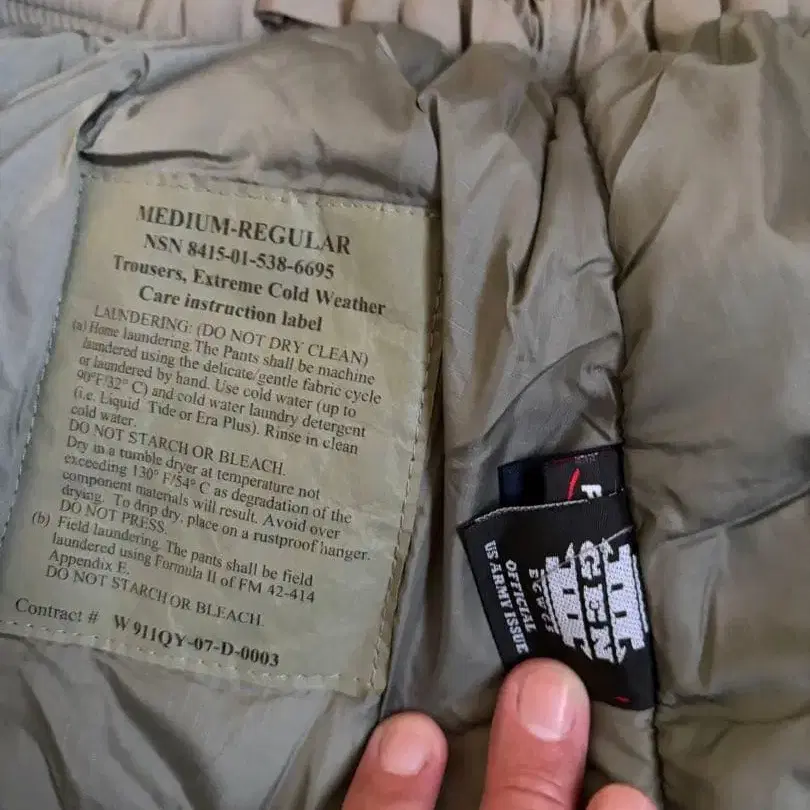 MEDIUM-REGULAR
NSN 8415-01-538-6695
Trousers, Extreme Cold Weather
Care instruction label
LAUNDERING: (DO NOT DRY CLEAN)
(a) Home laundering. The Pants shall be machine
laundered using the delicate/gentle fabric cycle
or laundered by hand. Use cold water (up to
90°F/32° C) and cold water laundry detergent
(i.e. Liquid Tide or Era Plus). Rinse in clean
cold water.
DO NOT STARCH OR BLEACH.
Dry in a tumble dryer at temperature not
exceeding 130° F/54° C as degradation of the
component materials will result. Avoid over
drying. To drip dry, place on a rustproof hanger.
DO NOT PRESS.
(b) Field laundering. The pants shall be field
laundered using Formula II of FM 42-414
Appendix E.
DO NOT STARCH OR BLEACH.
Contract # W911QY-07-D-0003
GEN
ECWCS
OFFICIAL
US ARMY ISSUE